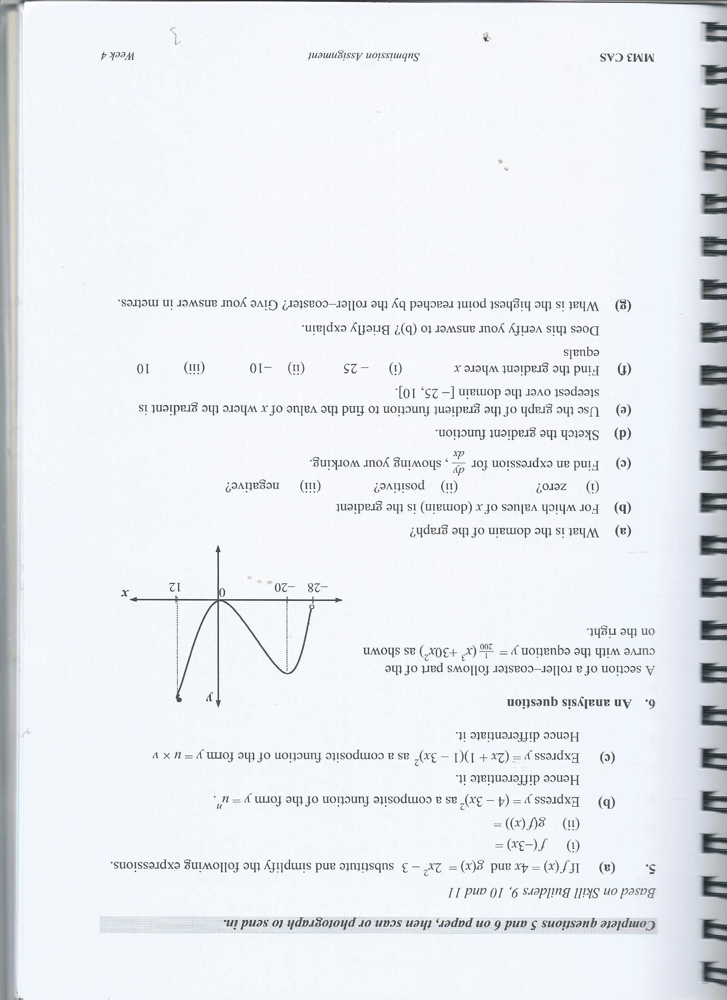 Complete questions 5 and 6 on paper, then scan or photograph to send in.
Based on Skill Builders 9, 10 and 11
5. (a) If f (x) = 4x and g(x) = 2x² – 3 substitute and simplify the following expressions.
(i) f (–3x) =
(ii) g(f (x)) =
(b) Express y = (4 – 3x)² as a composite function of the form y = uⁿ.
Hence differentiate it.
(c) Express y = (2x + 1)(1 – 3x)² as a composite function of the form y = u × v
Hence differentiate it.
6. An analysis question
A section of a roller–coaster follows part of the
curve with the equation y = 1/200 (x³ +30x²) as shown
on the right.
y
–28 –20 0 12 x
(a) What is the domain of the graph?
(b) For which values of x (domain) is the gradient
(i) zero? (ii) positive? (iii) negative?
(c) Find an expression for dy/dx , showing your working.
(d) Sketch the gradient function.
(e) Use the graph of the gradient function to find the value of x where the gradient is
steepest over the domain [– 25, 10].
(f) Find the gradient where x (i) – 25 (ii) –10 (iii) 10
equals
Does this verify your answer to (b)? Briefly explain.
(g) What is the highest point reached by the roller–coaster? Give your answer in metres.
MM3 CAS Submission Assignment Week 4